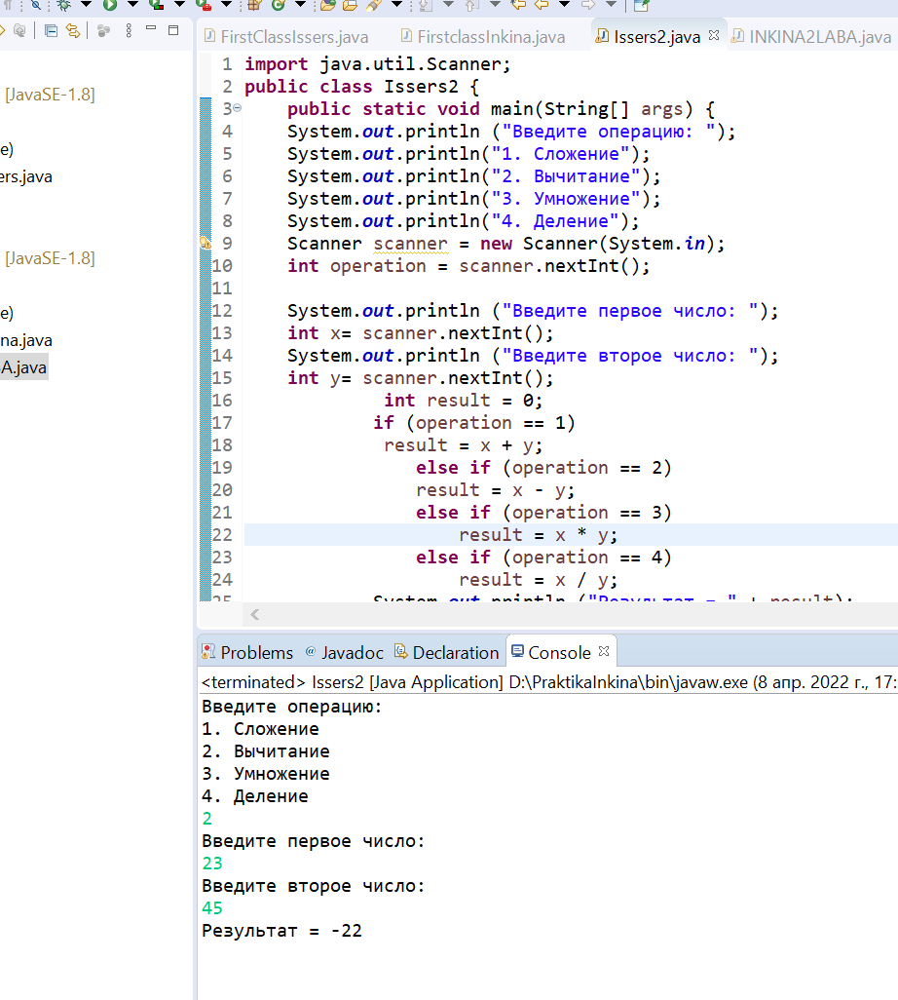 [JavaSE-1.8]
e)
ers.java
[JavaSE-1.8]
e)
na.java
A.java
FirstClassIssers.java FirstclassInkina.java Issers2.java INKINA2LABA.java
1 import java.util.Scanner;
2 public class Issers2 {
3 public static void main(String[] args) {
4 System.out.println ("Введите операцию: ");
5 System.out.println("1. Сложение");
6 System.out.println("2. Вычитание");
7 System.out.println("3. Умножение");
8 System.out.println("4. Деление");
9 Scanner scanner = new Scanner(System.in);
10 int operation = scanner.nextInt();
11
12 System.out.println ("Введите первое число: ");
13 int x= scanner.nextInt();
14 System.out.println ("Введите второе число: ");
15 int y= scanner.nextInt();
16 int result = 0;
17 if (operation == 1)
18 result = x + y;
19 else if (operation == 2)
20 result = x - y;
21 else if (operation == 3)
22 result = x * y;
23 else if (operation == 4)
24 result = x / y;
25 System.out.println ("Результат = " + result);
Problems @ Javadoc Declaration Console
<terminated> Issers2 [Java Application] D:\PraktikaInkina\bin\javaw.exe (8 апр. 2022 г., 17:
Введите операцию:
1. Сложение
2. Вычитание
3. Умножение
4. Деление
2
Введите первое число:
23
Введите второе число:
45
Результат = -22